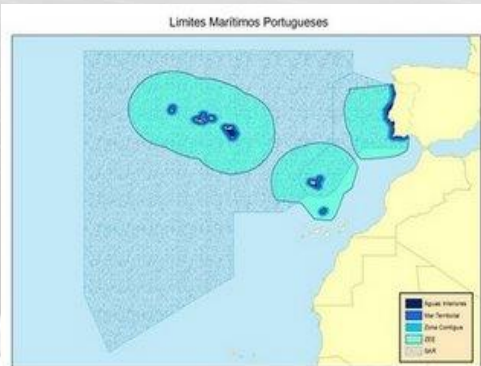 Limites Marítimos Portugueses
Águas Interiores
Mar Territorial
Zona Contígua
ZEE
SAR